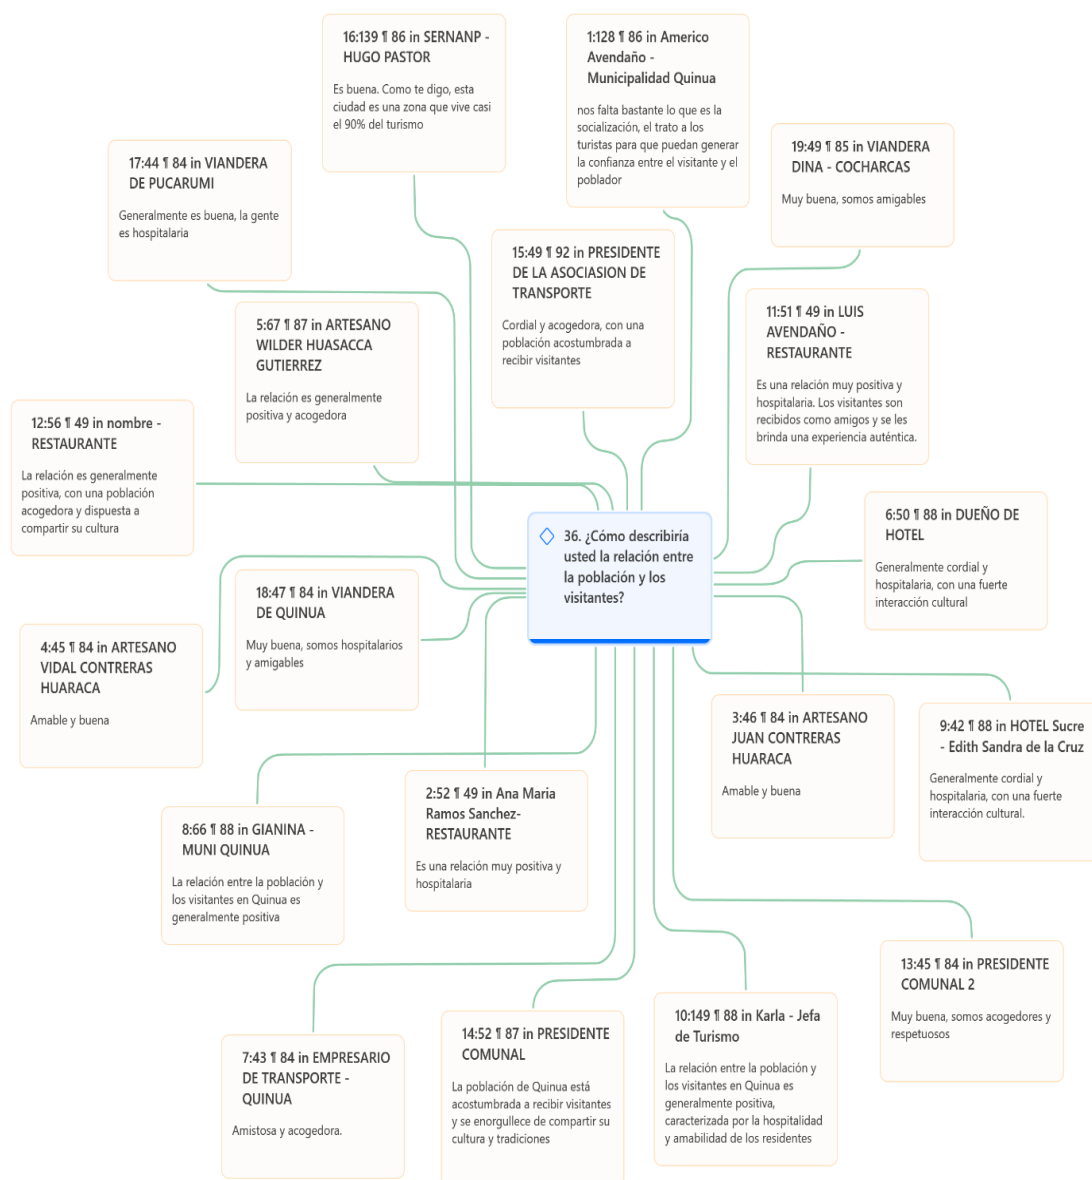 16:139 ¶ 86 in SERNANP -
HUGO PASTOR
Es buena. Como te digo, esta
ciudad es una zona que vive casi
el 90% del turismo
1:128 ¶ 86 in Americo
Avendaño -
Municipalidad Quinua
nos falta bastante lo que es la
socialización, el trato a los
turistas para que puedan generar
la confianza entre el visitante y el
poblador
19:49 ¶ 85 in VIANDERA
DINA - COCHARCAS
Muy buena, somos amigables
17:44 ¶ 84 in VIANDERA
DE PUCARUMI
Generalmente es buena, la gente
es hospitalaria
15:49 ¶ 92 in PRESIDENTE
DE LA ASOCIASION DE
TRANSPORTE
Cordial y acogedora, con una
población acostumbrada a
recibir visitantes
11:51 ¶ 49 in LUIS
AVENDAÑO -
RESTAURANTE
Es una relación muy positiva y
hospitalaria. Los visitantes son
recibidos como amigos y se les
brinda una experiencia auténtica.
5:67 ¶ 87 in ARTESANO
WILDER HUASACCA
GUTIERREZ
La relación es generalmente
positiva y acogedora
12:56 ¶ 49 in nombre -
RESTAURANTE
La relación es generalmente
positiva, con una población
acogedora y dispuesta a
compartir su cultura
36. ¿Cómo describiría
usted la relación entre
la población y los
visitantes?
6:50 ¶ 88 in DUEÑO DE
HOTEL
Generalmente cordial y
hospitalaria, con una fuerte
interacción cultural
18:47 ¶ 84 in VIANDERA
DE QUINUA
Muy buena, somos hospitalarios
y amigables
4:45 ¶ 84 in ARTESANO
VIDAL CONTRERAS
HUARACA
Amable y buena
3:46 ¶ 84 in ARTESANO
JUAN CONTRERAS
HUARACA
Amable y buena
9:42 ¶ 88 in HOTEL Sucre
- Edith Sandra de la Cruz
Generalmente cordial y
hospitalaria, con una fuerte
interacción cultural.
2:52 ¶ 49 in Ana Maria
Ramos Sanchez-
RESTAURANTE
Es una relación muy positiva y
hospitalaria
8:66 ¶ 88 in GIANINA -
MUNI QUINUA
La relación entre la población y
los visitantes en Quinua es
generalmente positiva
13:45 ¶ 84 in PRESIDENTE
COMUNAL 2
Muy buena, somos acogedores y
respetuosos
10:149 ¶ 88 in Karla - Jefa
de Turismo
La relación entre la población y
los visitantes en Quinua es
generalmente positiva,
caracterizada por la hospitalidad
y amabilidad de los residentes
14:52 ¶ 87 in PRESIDENTE
COMUNAL
La población de Quinua está
acostumbrada a recibir visitantes
y se enorgullece de compartir su
cultura y tradiciones
7:43 ¶ 84 in EMPRESARIO
DE TRANSPORTE -
QUINUA
Amistosa y acogedora.